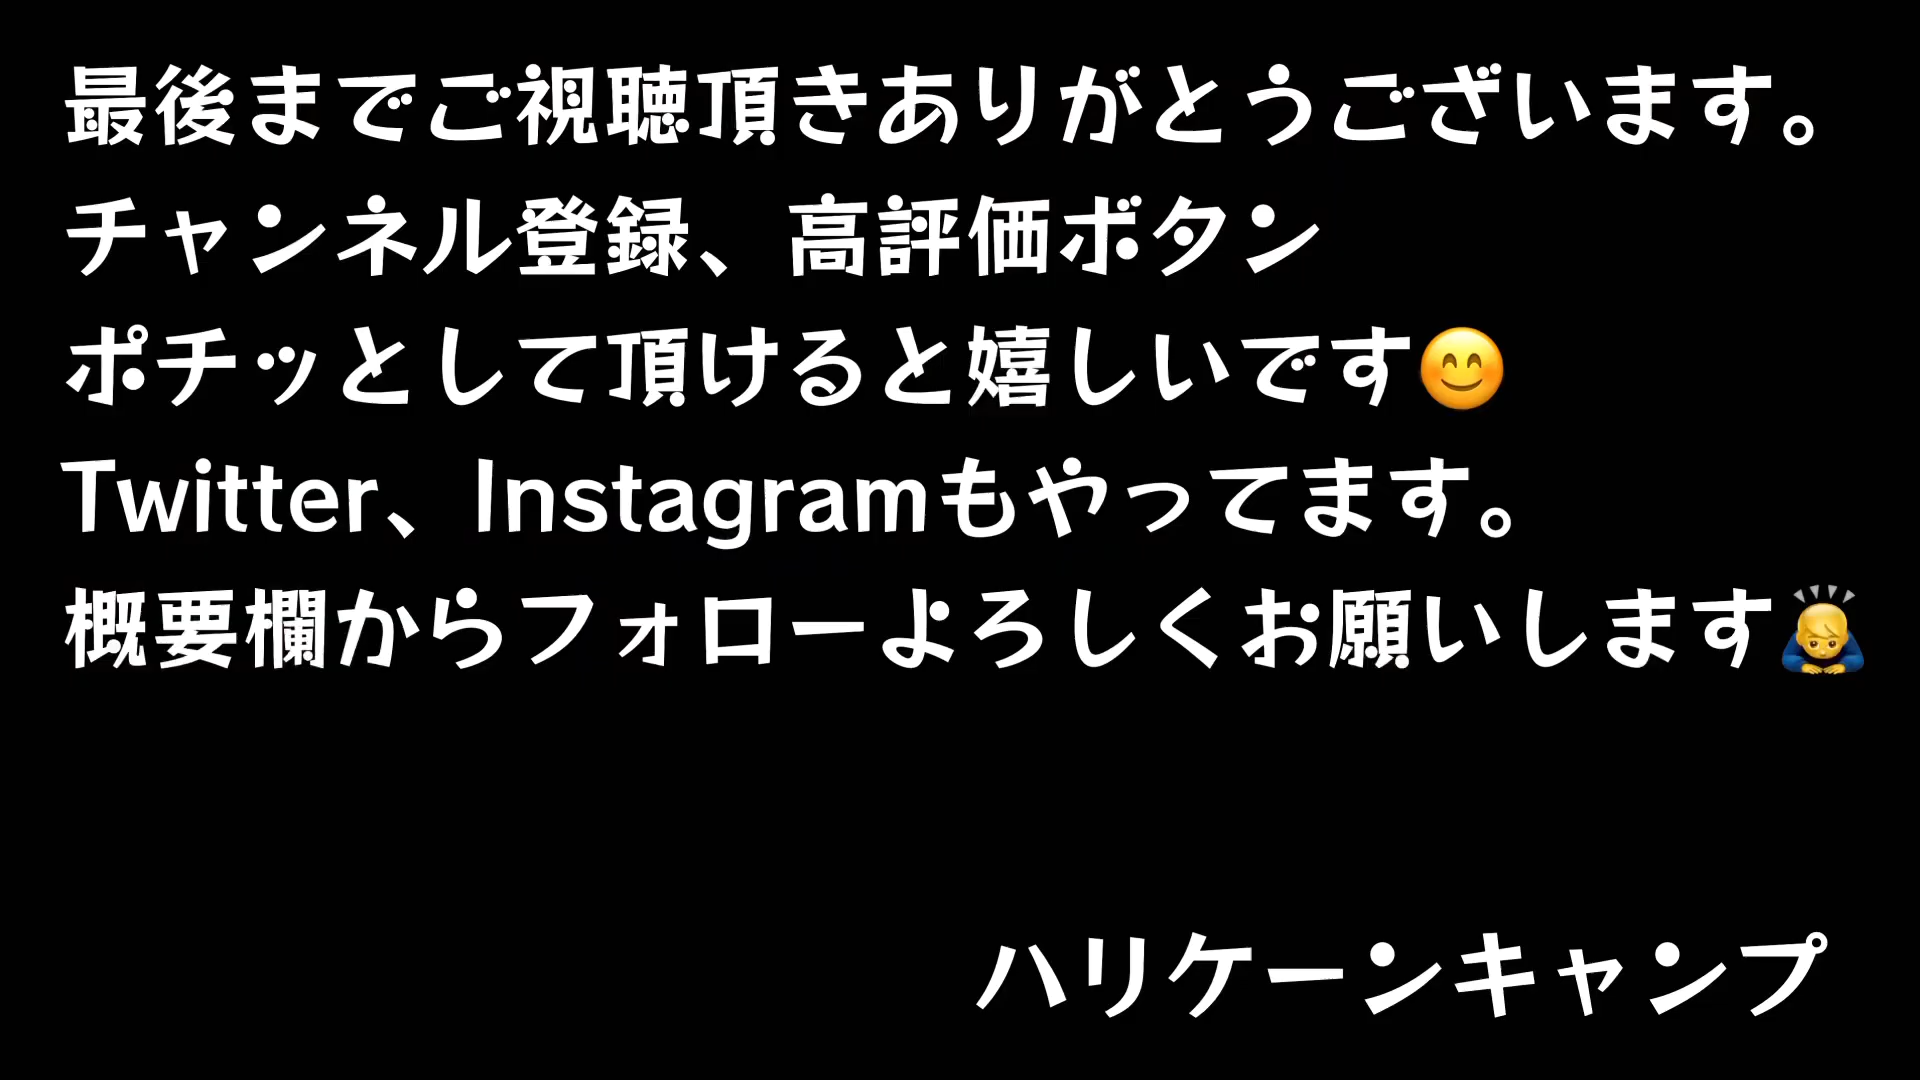 最後までご視聴頂きありがとうございます。
チャンネル登録、高評価ボタン
ポチッとして頂けると嬉しいです😊
Twitter、Instagramもやってます。
概要欄からフォローよろしくお願いします🙇‍♂️
ハリケーンキャンプ